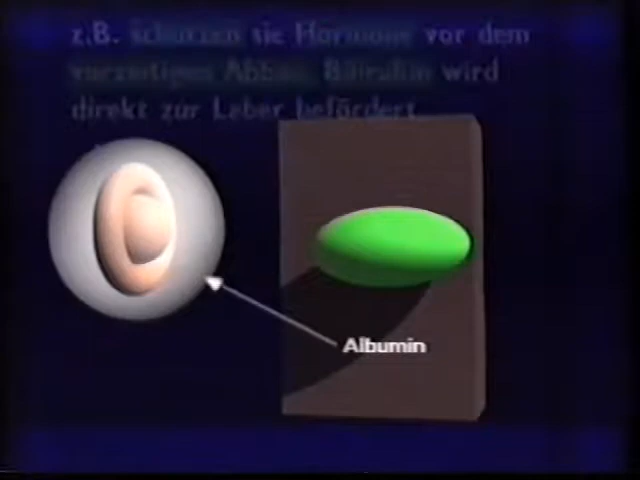 z.B. schützen sie Hormone vor dem
vorzeitigen Abbau. Bilirubin wird
direkt zur Leber befördert.
Albumin